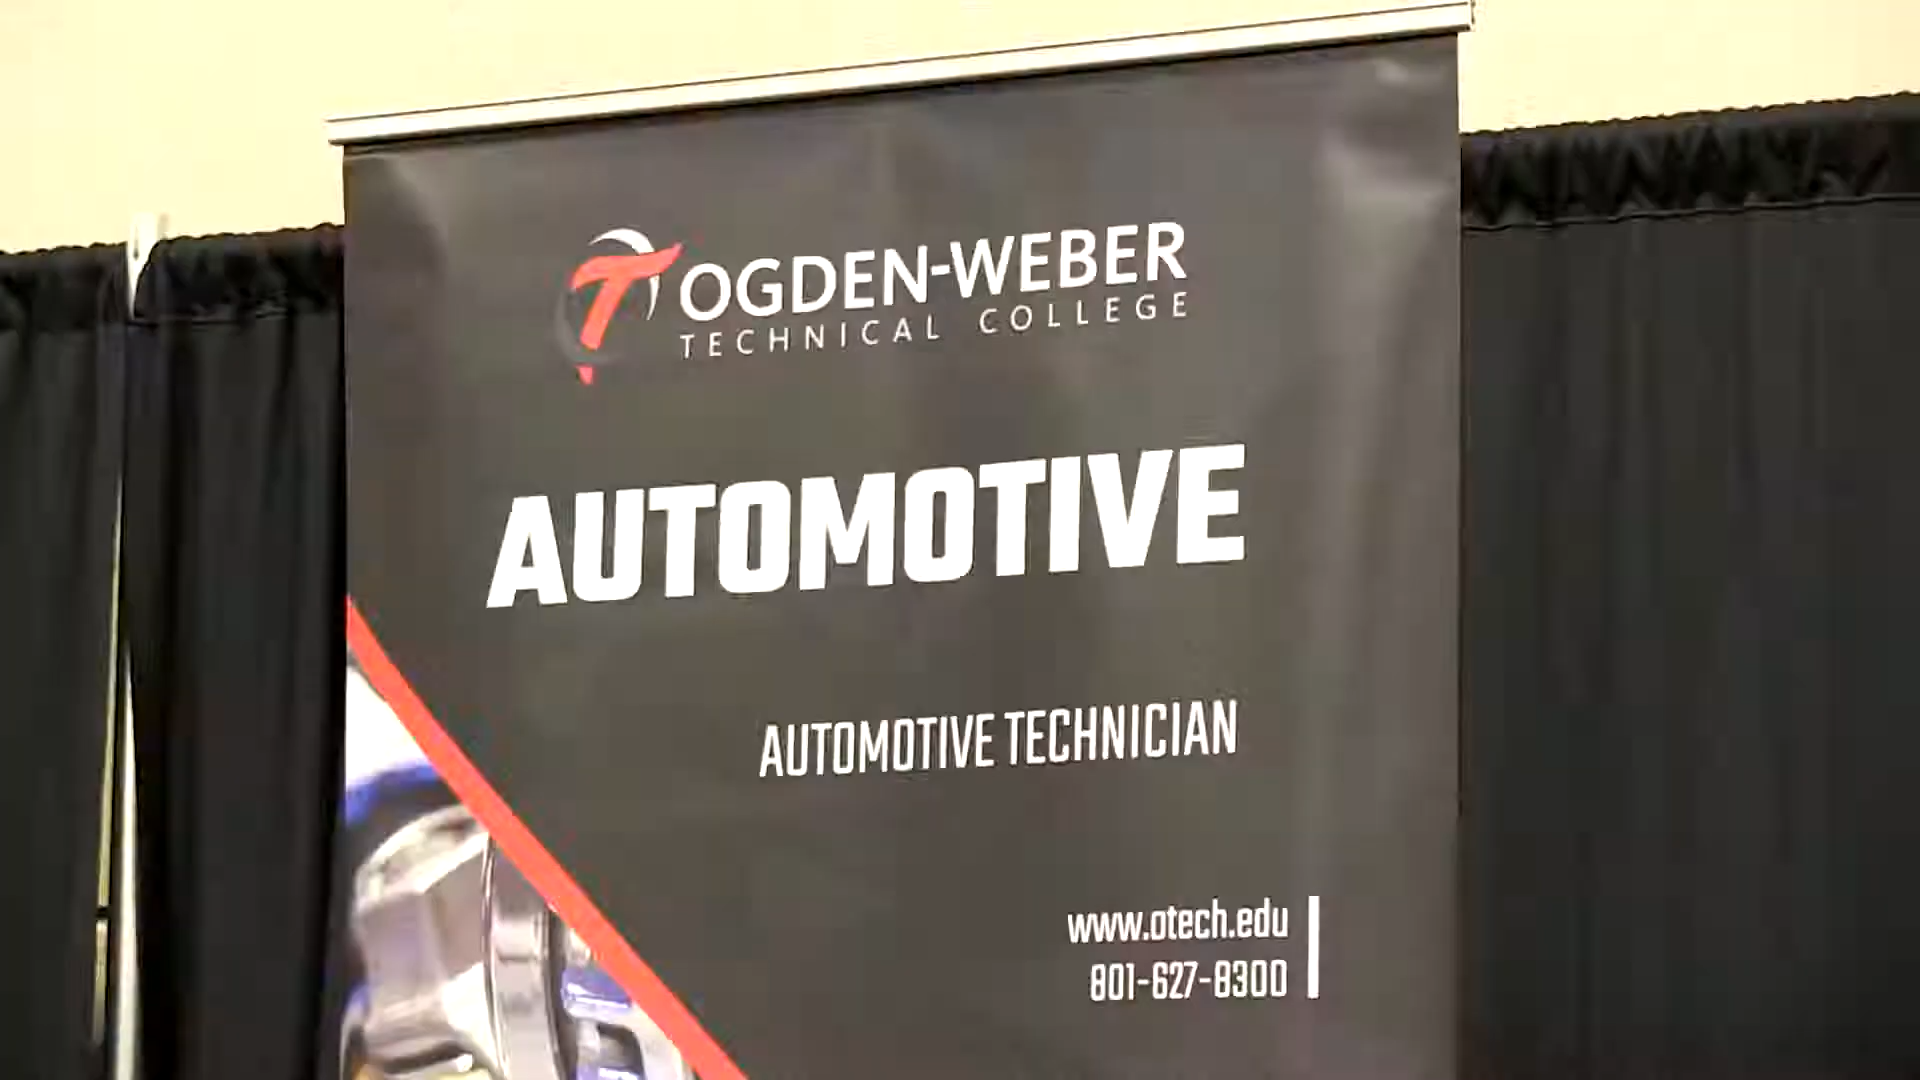 OGDEN-WEBER
TECHNICAL COLLEGE
AUTOMOTIVE
AUTOMOTIVE TECHNICIAN
www.otech.edu
801-627-8300